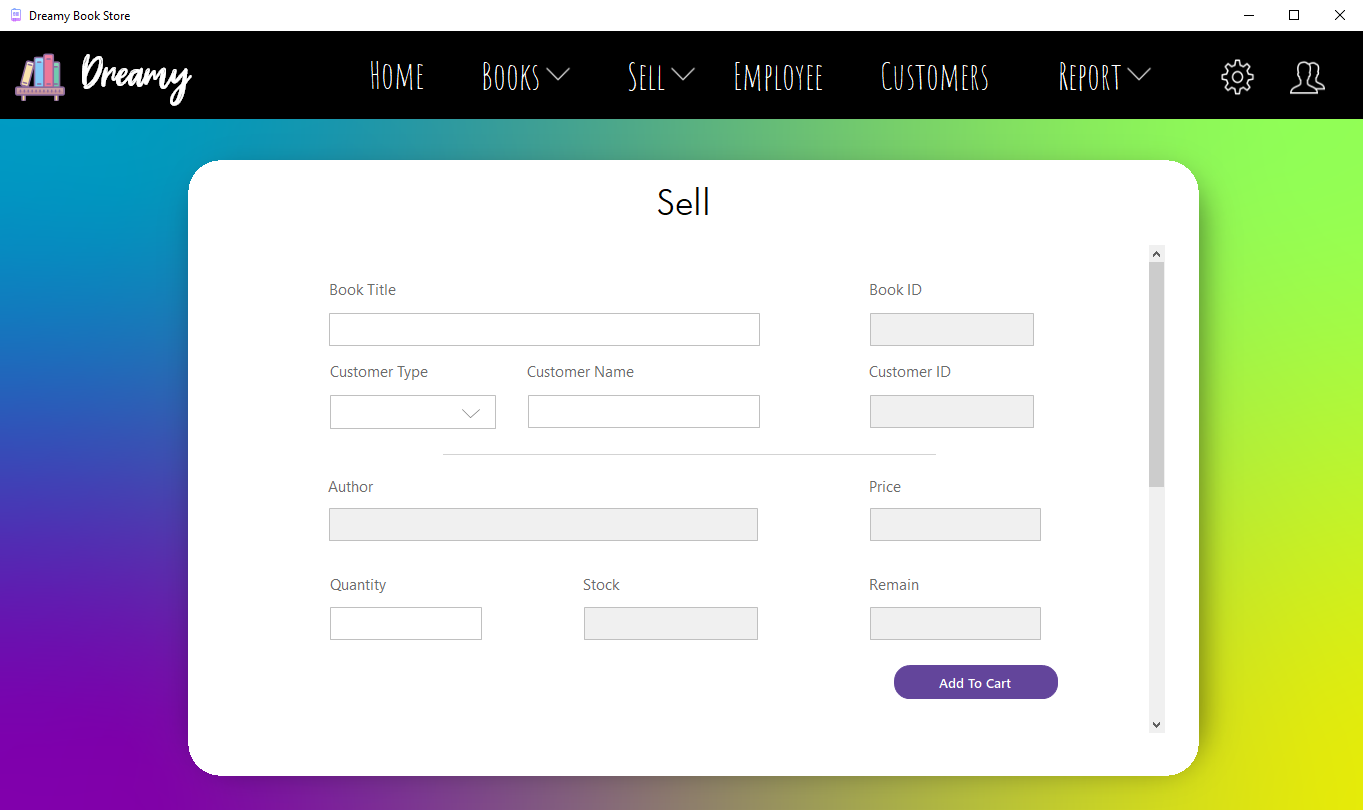 Dreamy Book Store
Dreamy
Home Books Sell Employee Customers Report
Sell
Book Title Book ID
Customer Type Customer Name Customer ID
Author Price
Quantity Stock Remain
Add To Cart